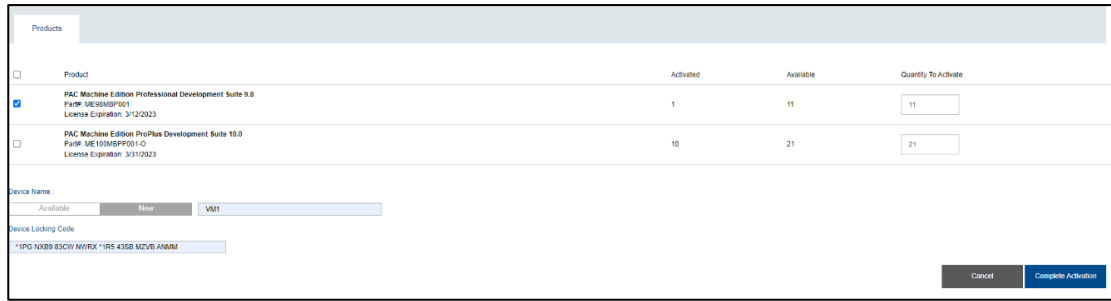 Products
Product Activated Available Quantity To Activate
PAC Machine Edition Professional Development Suite 9.8
Part#: ME98MBP001 1 11 11
License Expiration: 3/12/2023
PAC Machine Edition ProPlus Development Suite 10.0
Part#: ME100MBPP001-O 10 21 21
License Expiration: 3/31/2023
Device Name :
Available New VM1
Device Locking Code
*1PG NXB9 83CW NWRX *1R5 43SB MZVB ANMM
Cancel Complete Activation